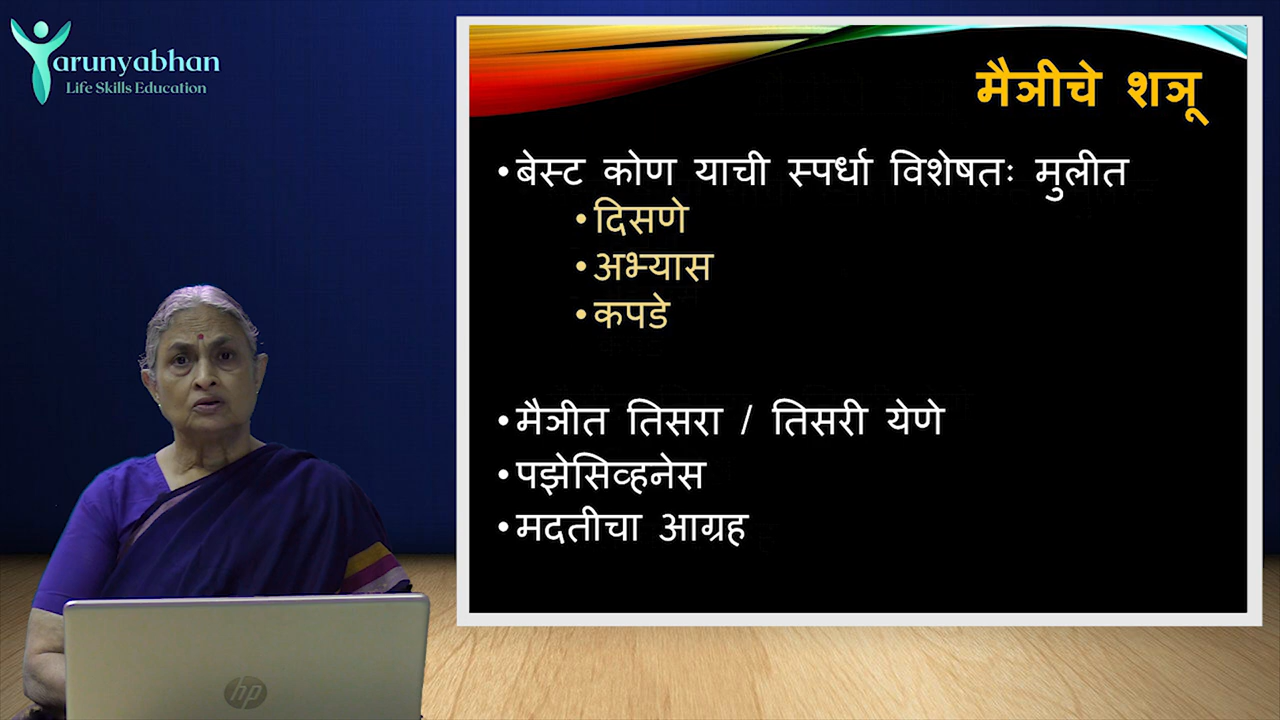 Tarunyabhan
Life Skills Education
मैत्रीचे शत्रू
•बेस्ट कोण याची स्पर्धा विशेषतः मुलीत
•दिसणे
•अभ्यास
•कपडे
•मैत्रीत तिसरा / तिसरी येणे
•पझेसिव्हनेस
•मदतीचा आग्रह
hp